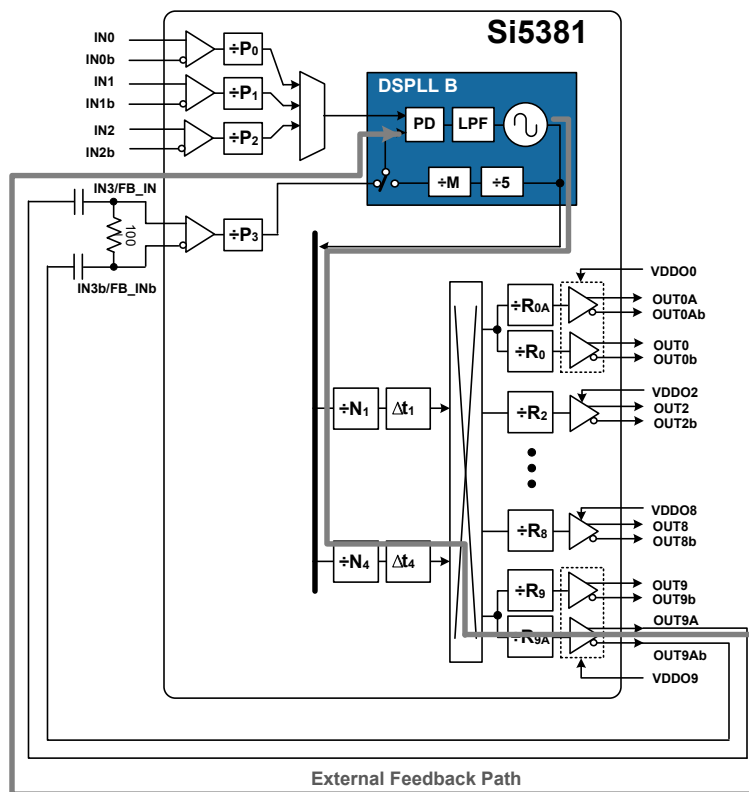 Si5381
IN0
IN0b
IN1
IN1b
IN2
IN2b
÷P0
÷P1
÷P2
DSPLL B
PD
LPF
÷M
÷5
IN3/FB_IN
100
IN3b/FB_INb
÷P3
÷N1
Δt1
÷N4
Δt4
÷R0A
÷R0
÷R2
÷R8
÷R9
÷R9A
VDDO0
OUT0A
OUT0Ab
OUT0
OUT0b
VDDO2
OUT2
OUT2b
VDDO8
OUT8
OUT8b
OUT9
OUT9b
OUT9A
OUT9Ab
VDDO9
External Feedback Path